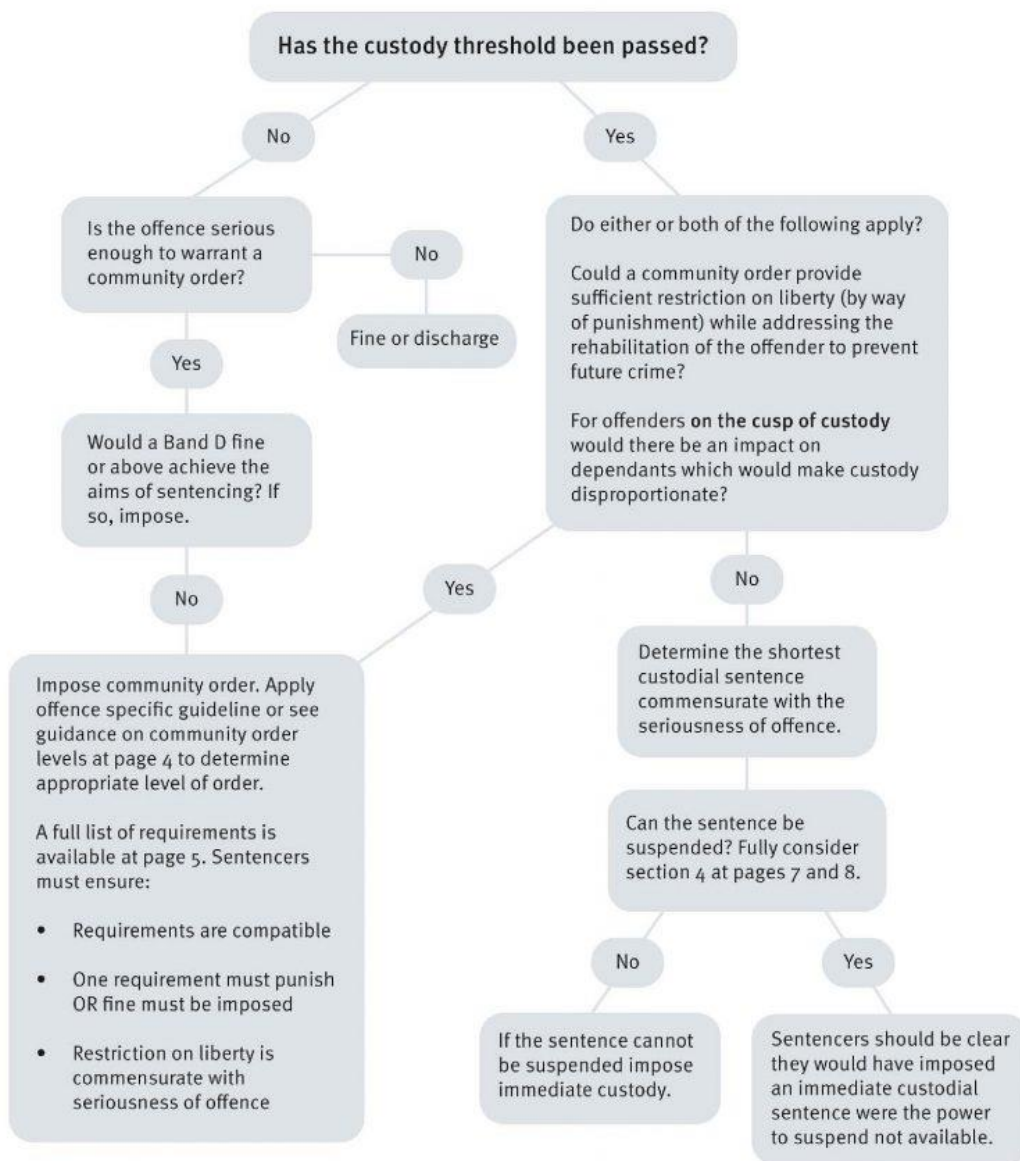 Has the custody threshold been passed?
No
Yes
Is the offence serious
enough to warrant a
community order?
No
Fine or discharge
Yes
Would a Band D fine
or above achieve the
aims of sentencing? If
so, impose.
No
Do either or both of the following apply?
Could a community order provide
sufficient restriction on liberty (by way
of punishment) while addressing the
rehabilitation of the offender to prevent
future crime?
For offenders on the cusp of custody
would there be an impact on
dependants which would make custody
disproportionate?
Yes
No
Impose community order. Apply
offence specific guideline or see
guidance on community order
levels at page 4 to determine
appropriate level of order.
A full list of requirements is
available at page 5. Sentencers
must ensure:
• Requirements are compatible
• One requirement must punish
OR fine must be imposed
• Restriction on liberty is
commensurate with
seriousness of offence
Determine the shortest
custodial sentence
commensurate with the
seriousness of offence.
Can the sentence be
suspended? Fully consider
section 4 at pages 7 and 8.
No
Yes
If the sentence cannot
be suspended impose
immediate custody.
Sentencers should be clear
they would have imposed
an immediate custodial
sentence were the power
to suspend not available.